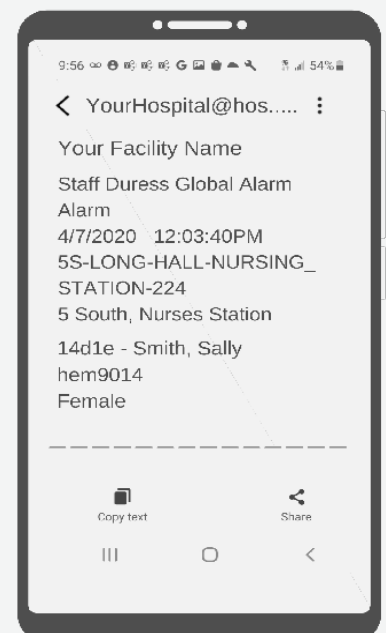 9:56 54%
YourHospital@hos.....
Your Facility Name
Staff Duress Global Alarm
Alarm
4/7/2020 12:03:40PM
5S-LONG-HALL-NURSING_
STATION-224
5 South, Nurses Station
14d1e - Smith, Sally
hem9014
Female
Copy text Share